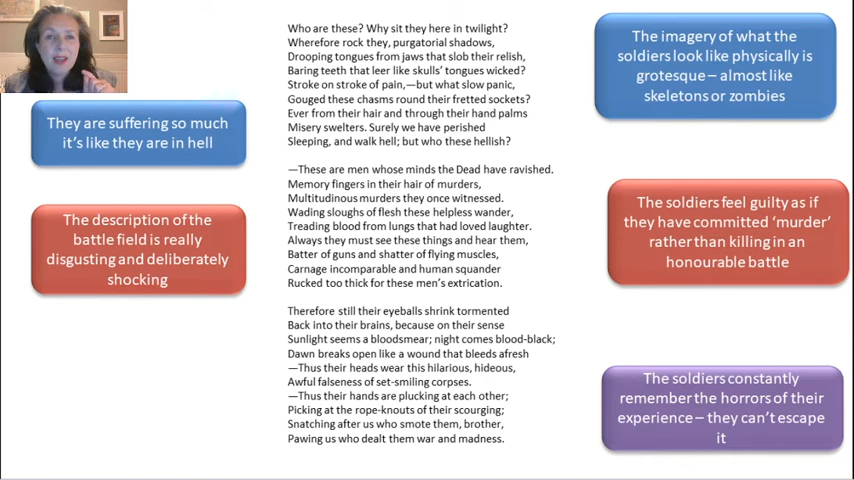 Who are these? Why sit they here in twilight?
Wherefore rock they, purgatorial shadows,
Drooping tongues from jaws that slob their relish,
Baring teeth that leer like skulls' tongues wicked?
Stroke on stroke of pain,—but what slow panic,
Gouged these chasms round their fretted sockets?
Ever from their hair and through their hand palms
Misery swelters. Surely we have perished
Sleeping, and walk hell; but who these hellish?
—These are men whose minds the Dead have ravished.
Memory fingers in their hair of murders,
Multitudinous murders they once witnessed.
Wading sloughs of flesh these helpless wander,
Treading blood from lungs that had loved laughter.
Always they must see these things and hear them,
Batter of guns and shatter of flying muscles,
Carnage incomparable and human squander
Rucked too thick for these men's extrication.
Therefore still their eyeballs shrink tormented
Back into their brains, because on their sense
Sunlight seems a bloodsmear; night comes blood-black;
Dawn breaks open like a wound that bleeds afresh
—Thus their heads wear this hilarious, hideous,
Awful falseness of set-smiling corpses.
—Thus their hands are plucking at each other;
Picking at the rope-knouts of their scourging;
Snatching after us who smote them, brother,
Pawing us who dealt them war and madness.
They are suffering so much
it's like they are in hell
The description of the
battle field is really
disgusting and deliberately
shocking
The imagery of what the
soldiers look like physically is
grotesque – almost like
skeletons or zombies
The soldiers feel guilty as if
they have committed 'murder'
rather than killing in an
honourable battle
The soldiers constantly
remember the horrors of their
experience – they can't escape
it